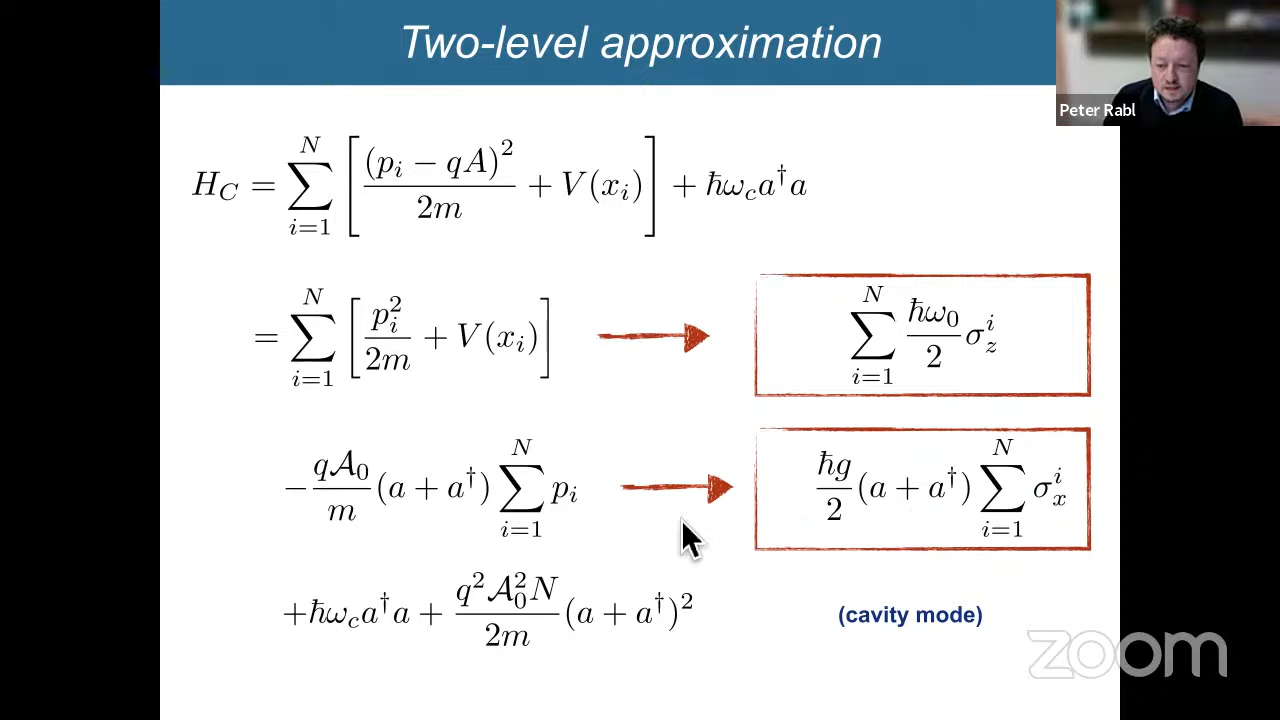 Two-level approximation
Peter Rabl
H_C = \sum_{i=1}^{N} \left[ \frac{(p_i - qA)^2}{2m} + V(x_i) \right] + \hbar\omega_c a^\dagger a
= \sum_{i=1}^{N} \left[ \frac{p_i^2}{2m} + V(x_i) \right]
\sum_{i=1}^{N} \frac{\hbar\omega_0}{2} \sigma_z^i
-\frac{q\mathcal{A}_0}{m} (a + a^\dagger) \sum_{i=1}^{N} p_i
\frac{\hbar g}{2} (a + a^\dagger) \sum_{i=1}^{N} \sigma_x^i
+\hbar\omega_c a^\dagger a + \frac{q^2 \mathcal{A}_0^2 N}{2m} (a + a^\dagger)^2
(cavity mode)
zoom